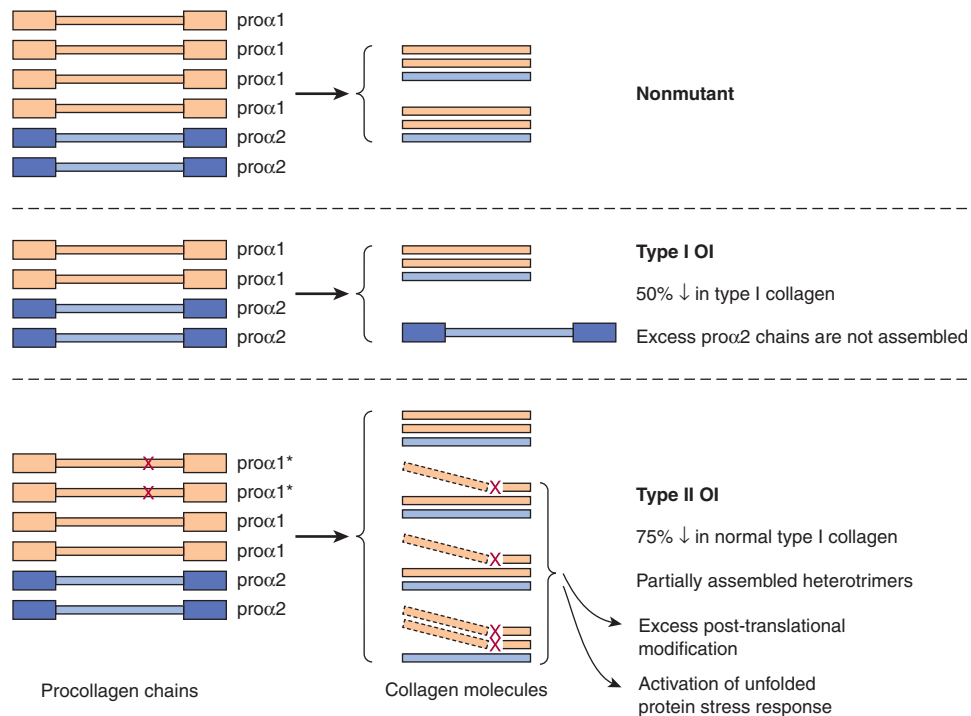 proα1
proα1
proα1
proα1
proα2
proα2
Nonmutant
proα1
proα1
proα2
proα2
Type I OI
50% ↓ in type I collagen
Excess proα2 chains are not assembled
proα1*
proα1*
proα1
proα1
proα2
proα2
X
X
X
X
X
X
Type II OI
75% ↓ in normal type I collagen
Partially assembled heterotrimers
Excess post-translational
modification
Activation of unfolded
protein stress response
Procollagen chains
Collagen molecules